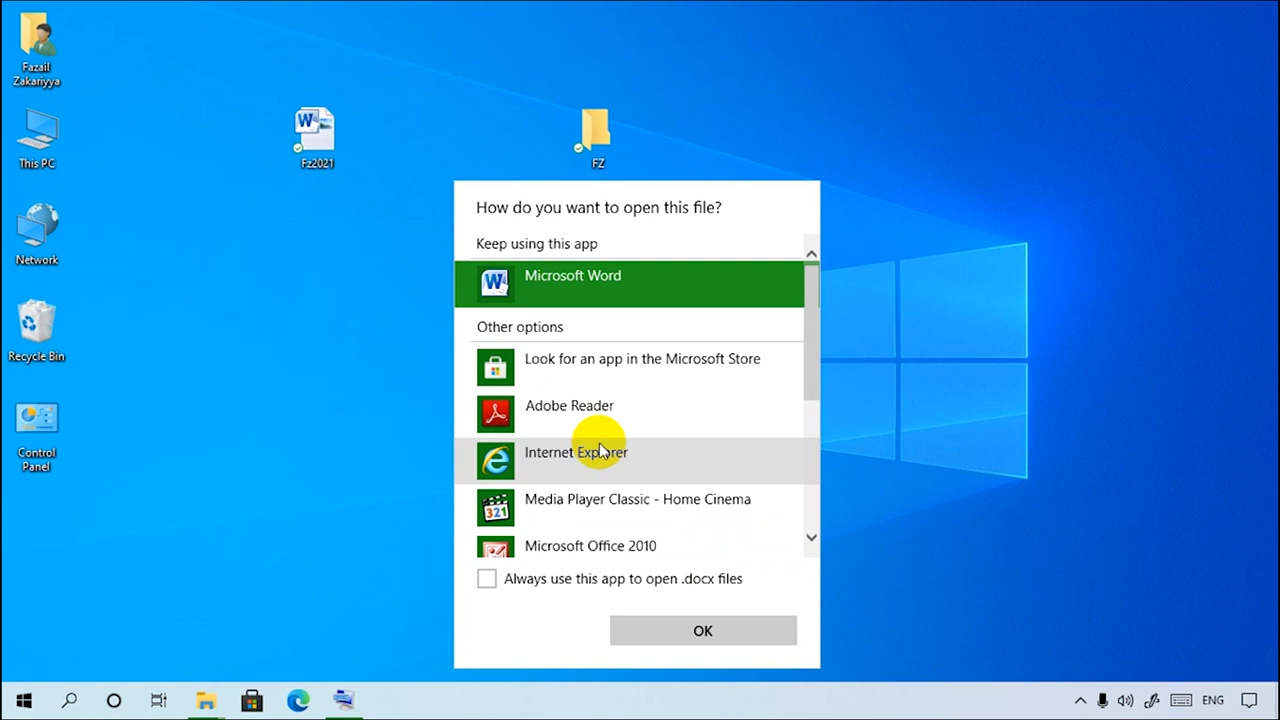 Fazail
Zakariyya
This PC
Network
Recycle Bin
Control
Panel
Fz2021
FZ
How do you want to open this file?
Keep using this app
Microsoft Word
Other options
Look for an app in the Microsoft Store
Adobe Reader
Internet Explorer
Media Player Classic - Home Cinema
321
Microsoft Office 2010
Always use this app to open .docx files
OK
ENG